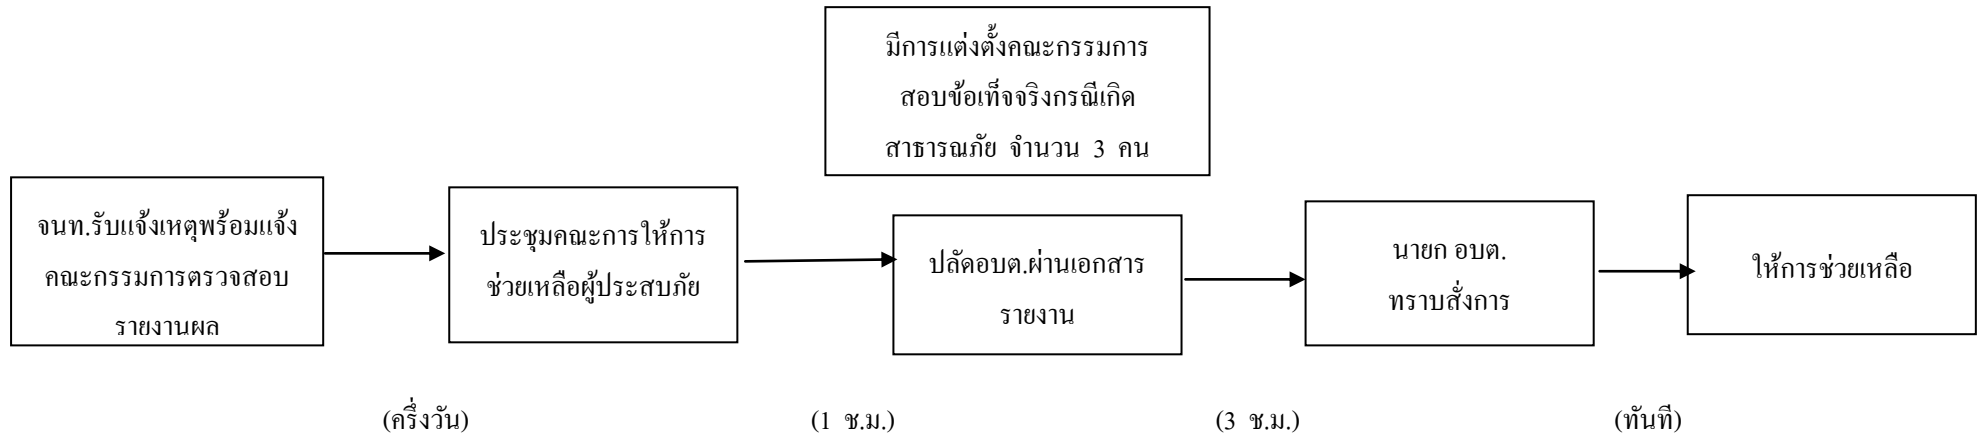 มีการแต่งตั้งคณะกรรมการ
สอบข้อเท็จจริงกรณีเกิด
สาธารณภัย จำนวน 3 คน
จนท.รับแจ้งเหตุพร้อมแจ้ง
คณะกรรมการตรวจสอบ
รายงานผล
ประชุมคณะการให้การ
ช่วยเหลือผู้ประสบภัย
ปลัดอบต.ผ่านเอกสาร
รายงาน
นายก อบต.
ทราบสั่งการ
ให้การช่วยเหลือ
(ครึ่งวัน)
(1 ช.ม.)
(3 ช.ม.)
(ทันที)